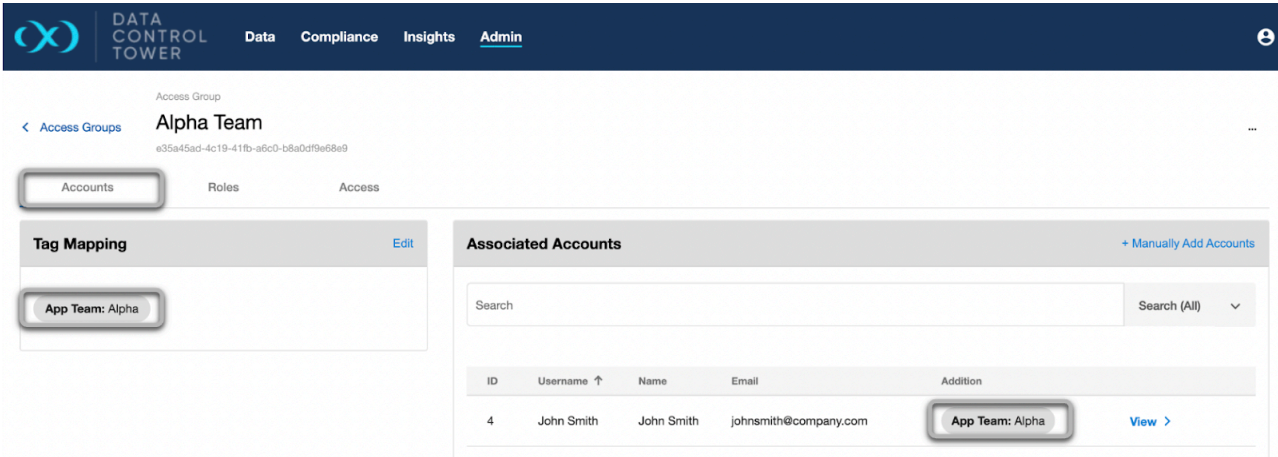 DATA
CONTROL
TOWER
Data Compliance Insights Admin
Access Group
< Access Groups
Alpha Team
...
e35a45ad-4c19-41fb-a6c0-b8a0df9e68e9
Accounts Roles Access
Tag Mapping Edit
App Team: Alpha
Associated Accounts + Manually Add Accounts
Search Search (All)
ID Username ↑ Name Email Addition
4 John Smith John Smith johnsmith@company.com App Team: Alpha View >